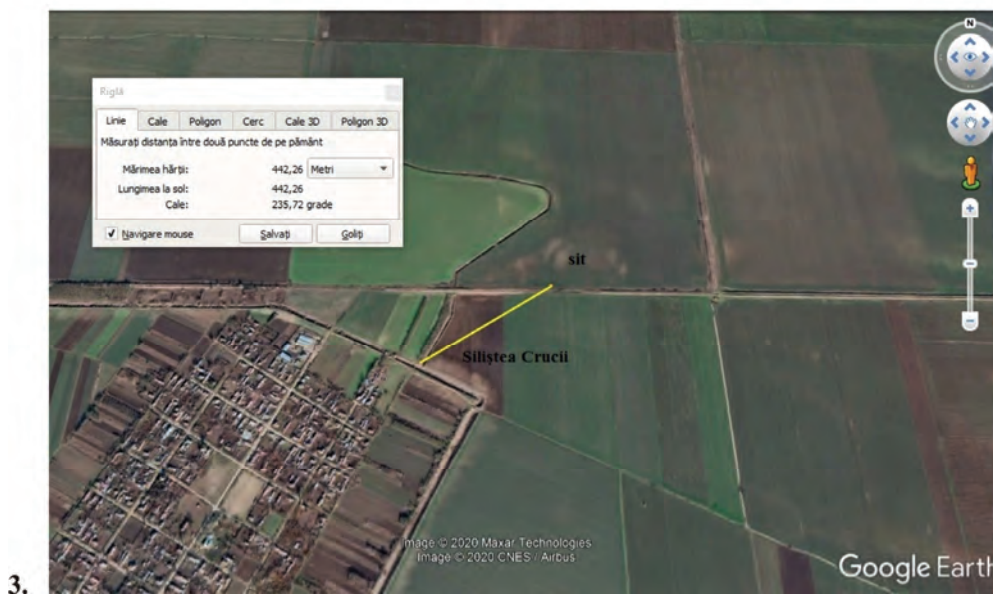 N
Riglă
Linie Cale Poligon Cerc Cale 3D Poligon 3D
Măsurați distanța între două puncte de pe pământ
Mărimea hărții: 442,26 Metri
Lungimea la sol: 442,26
Cale: 235,72 grade
Navigare mouse Salvați Goliți
sit
Siliștea Crucii
Image © 2020 Maxar Technologies
Image © 2020 CNES / Airbus
Google Earth
3.